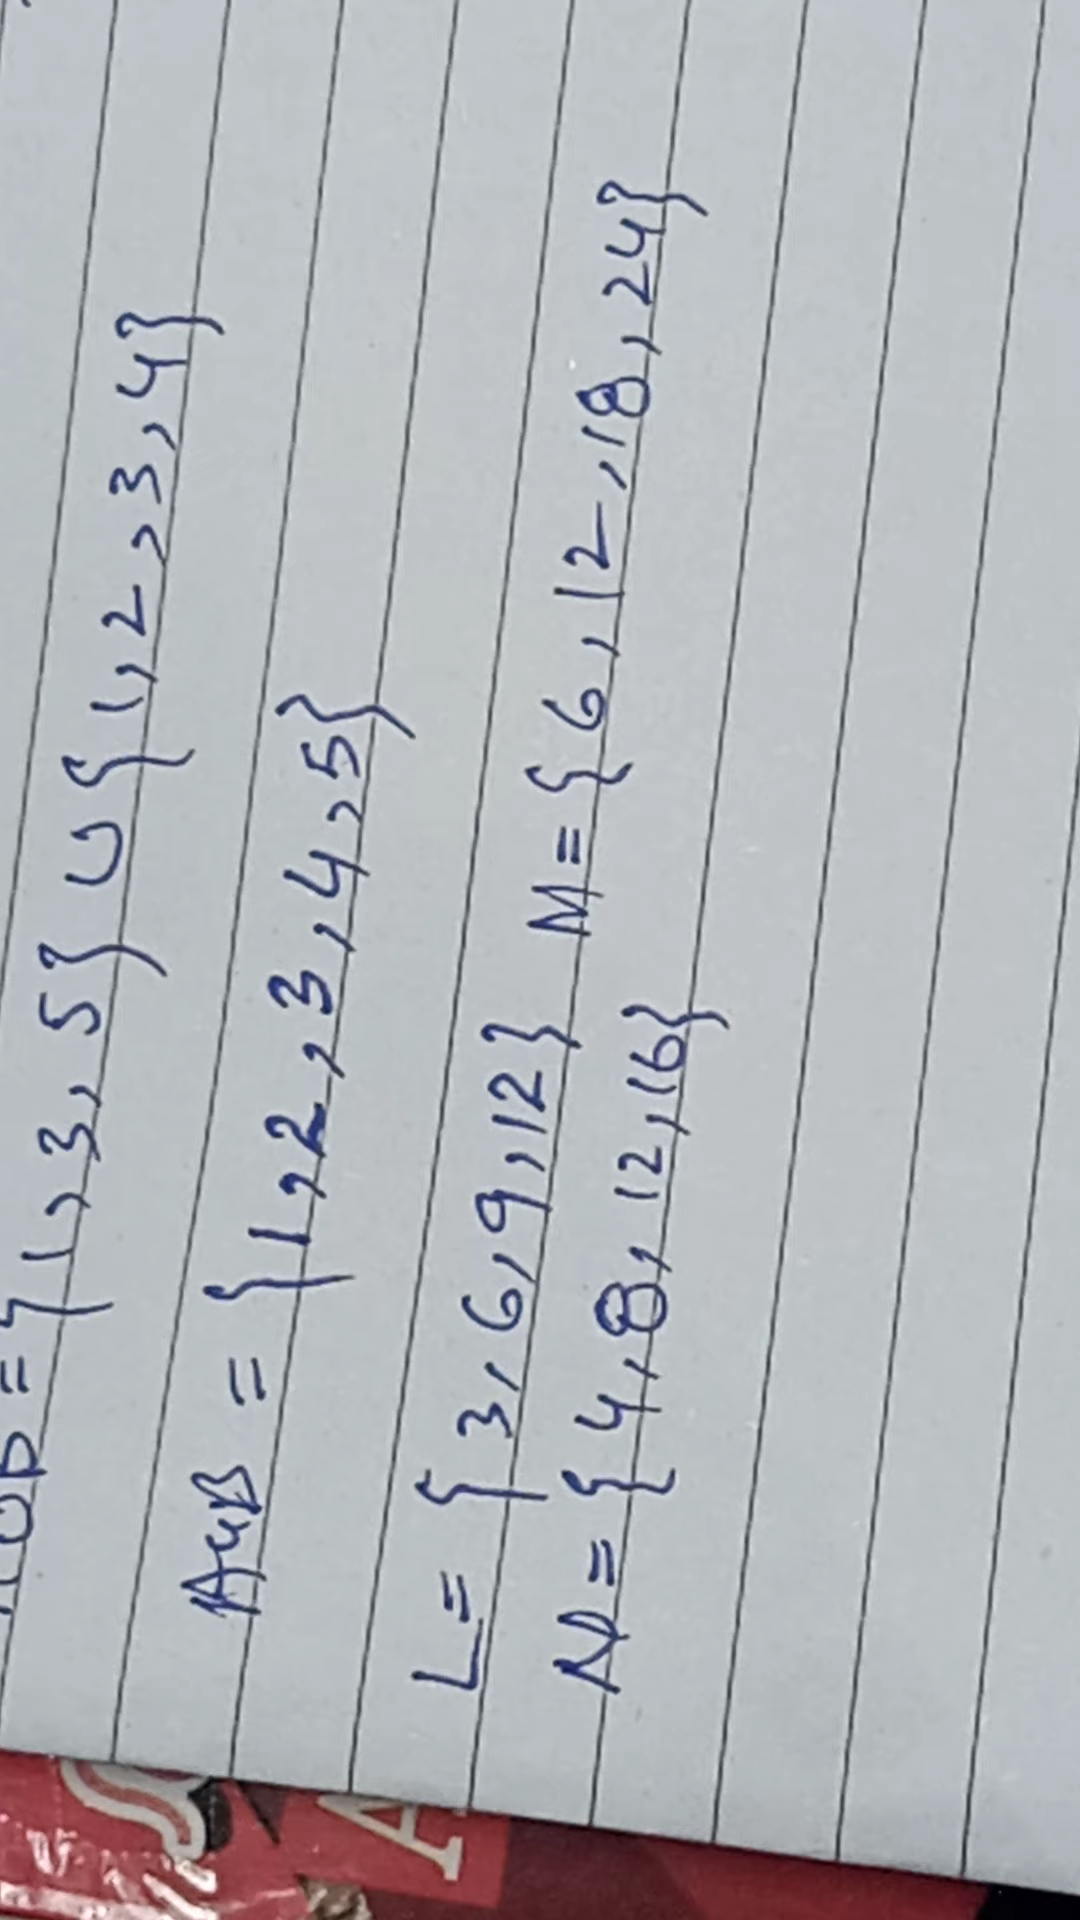 = {1,3,5} ∪ {1,2,3,4}
A∪B = {1,2,3,4,5}
L = {3,6,9,12} M = {6,12,18,24}
N = {4,8,12,16}